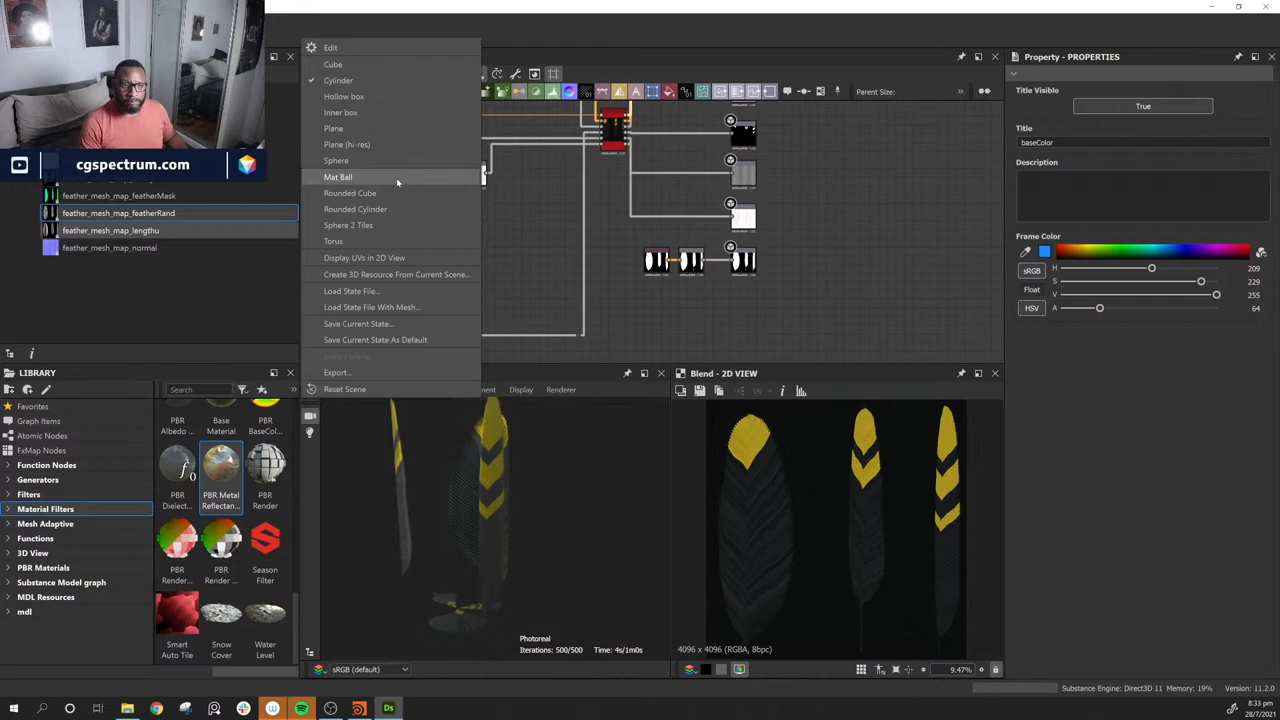 cgspectrum.com
feather_mesh_map_featherMask
feather_mesh_map_featherRand
feather_mesh_map_lengthu
feather_mesh_map_normal
Edit
Cube
Cylinder
Hollow box
Inner box
Plane
Plane (hi-res)
Sphere
Mat Ball
Rounded Cube
Rounded Cylinder
Sphere 2 Tiles
Torus
Display UVs in 2D View
Create 3D Resource From Current Scene...
Load State File...
Load State File With Mesh...
Save Current State...
Save Current State As Default
Export...
Reset Scene
Parent Size:
Property - PROPERTIES
Title Visible
True
Title
baseColor
Description
Frame Color
sRGB
Float
HSV
H
209
S
229
V
255
A
64
LIBRARY
Search
Favorites
Graph Items
Atomic Nodes
FxMap Nodes
Function Nodes
Generators
Filters
Material Filters
Mesh Adaptive
Functions
3D View
PBR Materials
Substance Model graph
MDL Resources
mdl
PBR Albedo ...
Base Material
PBR BaseCo...
PBR Dielect...
PBR Metal Reflectan...
PBR Render
PBR Render...
PBR Render ...
Season Filter
Smart Auto Tile
Snow Cover
Water Level
Display
Renderer
Photoreal
Iterations: 500/500
Time: 4s/1m0s
sRGB (default)
Blend - 2D VIEW
UV
4096 x 4096 (RGBA, 8bpc)
9.47%
Substance Engine: Direct3D 11 Memory: 19%
Version: 11.2.0
8:33 pm
28/7/2021